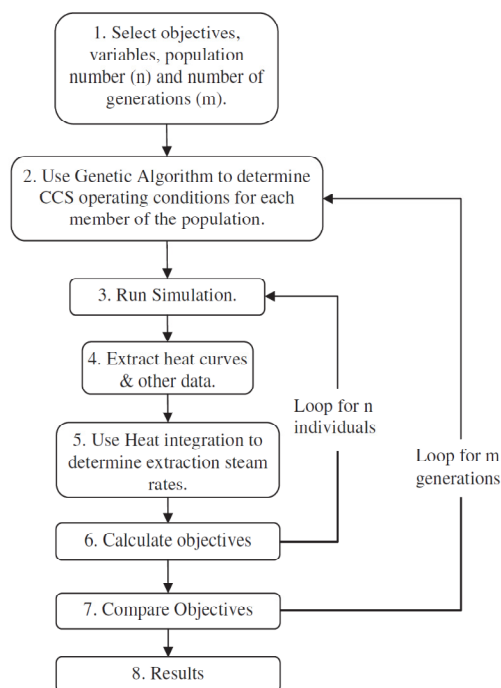 1. Select objectives,
variables, population
number (n) and number of
generations (m).
2. Use Genetic Algorithm to determine
CCS operating conditions for each
member of the population.
3. Run Simulation.
4. Extract heat curves
& other data.
Loop for n
individuals
5. Use Heat integration to
determine extraction steam
rates.
Loop for m
generations
6. Calculate objectives
7. Compare Objectives
8. Results